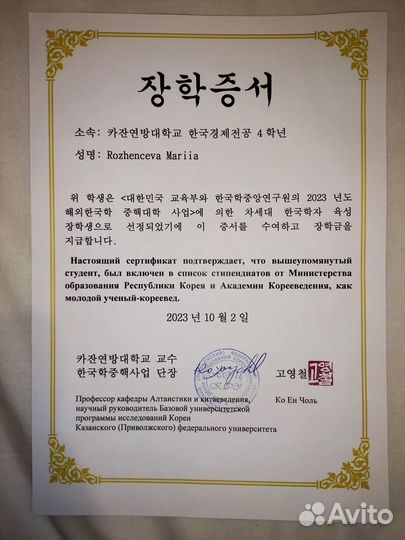 장학증서
소속: 카잔연방대학교 한국경제전공 4 학년
성명: Rozhenceva Mariia
위 학생은 <대한민국 교육부와 한국학중앙연구원의 2023 년도
해외한국학 중핵대학 사업>에 의한 차세대 한국학자 육성
장학생으로 선정되었기에 이 증서를 수여하고 장학금을
지급합니다.
Настоящий сертификат подтверждает, что вышеупомянутый
студент, был включен в список стипендиатов от Министерства
образования Республики Корея и Академии Корееведения, как
молодой ученый-кореевед.
2023 년 10 월 2 일
카잔연방대학교 교수
한국학중핵사업 단장
고영철
Профессор кафедры Алтаистики и китаеведения,
научный руководитель Базовой университетской
программы исследования Кореи
Казанского (Приволжского) федерального университета
Ко Ен Чоль
Avito